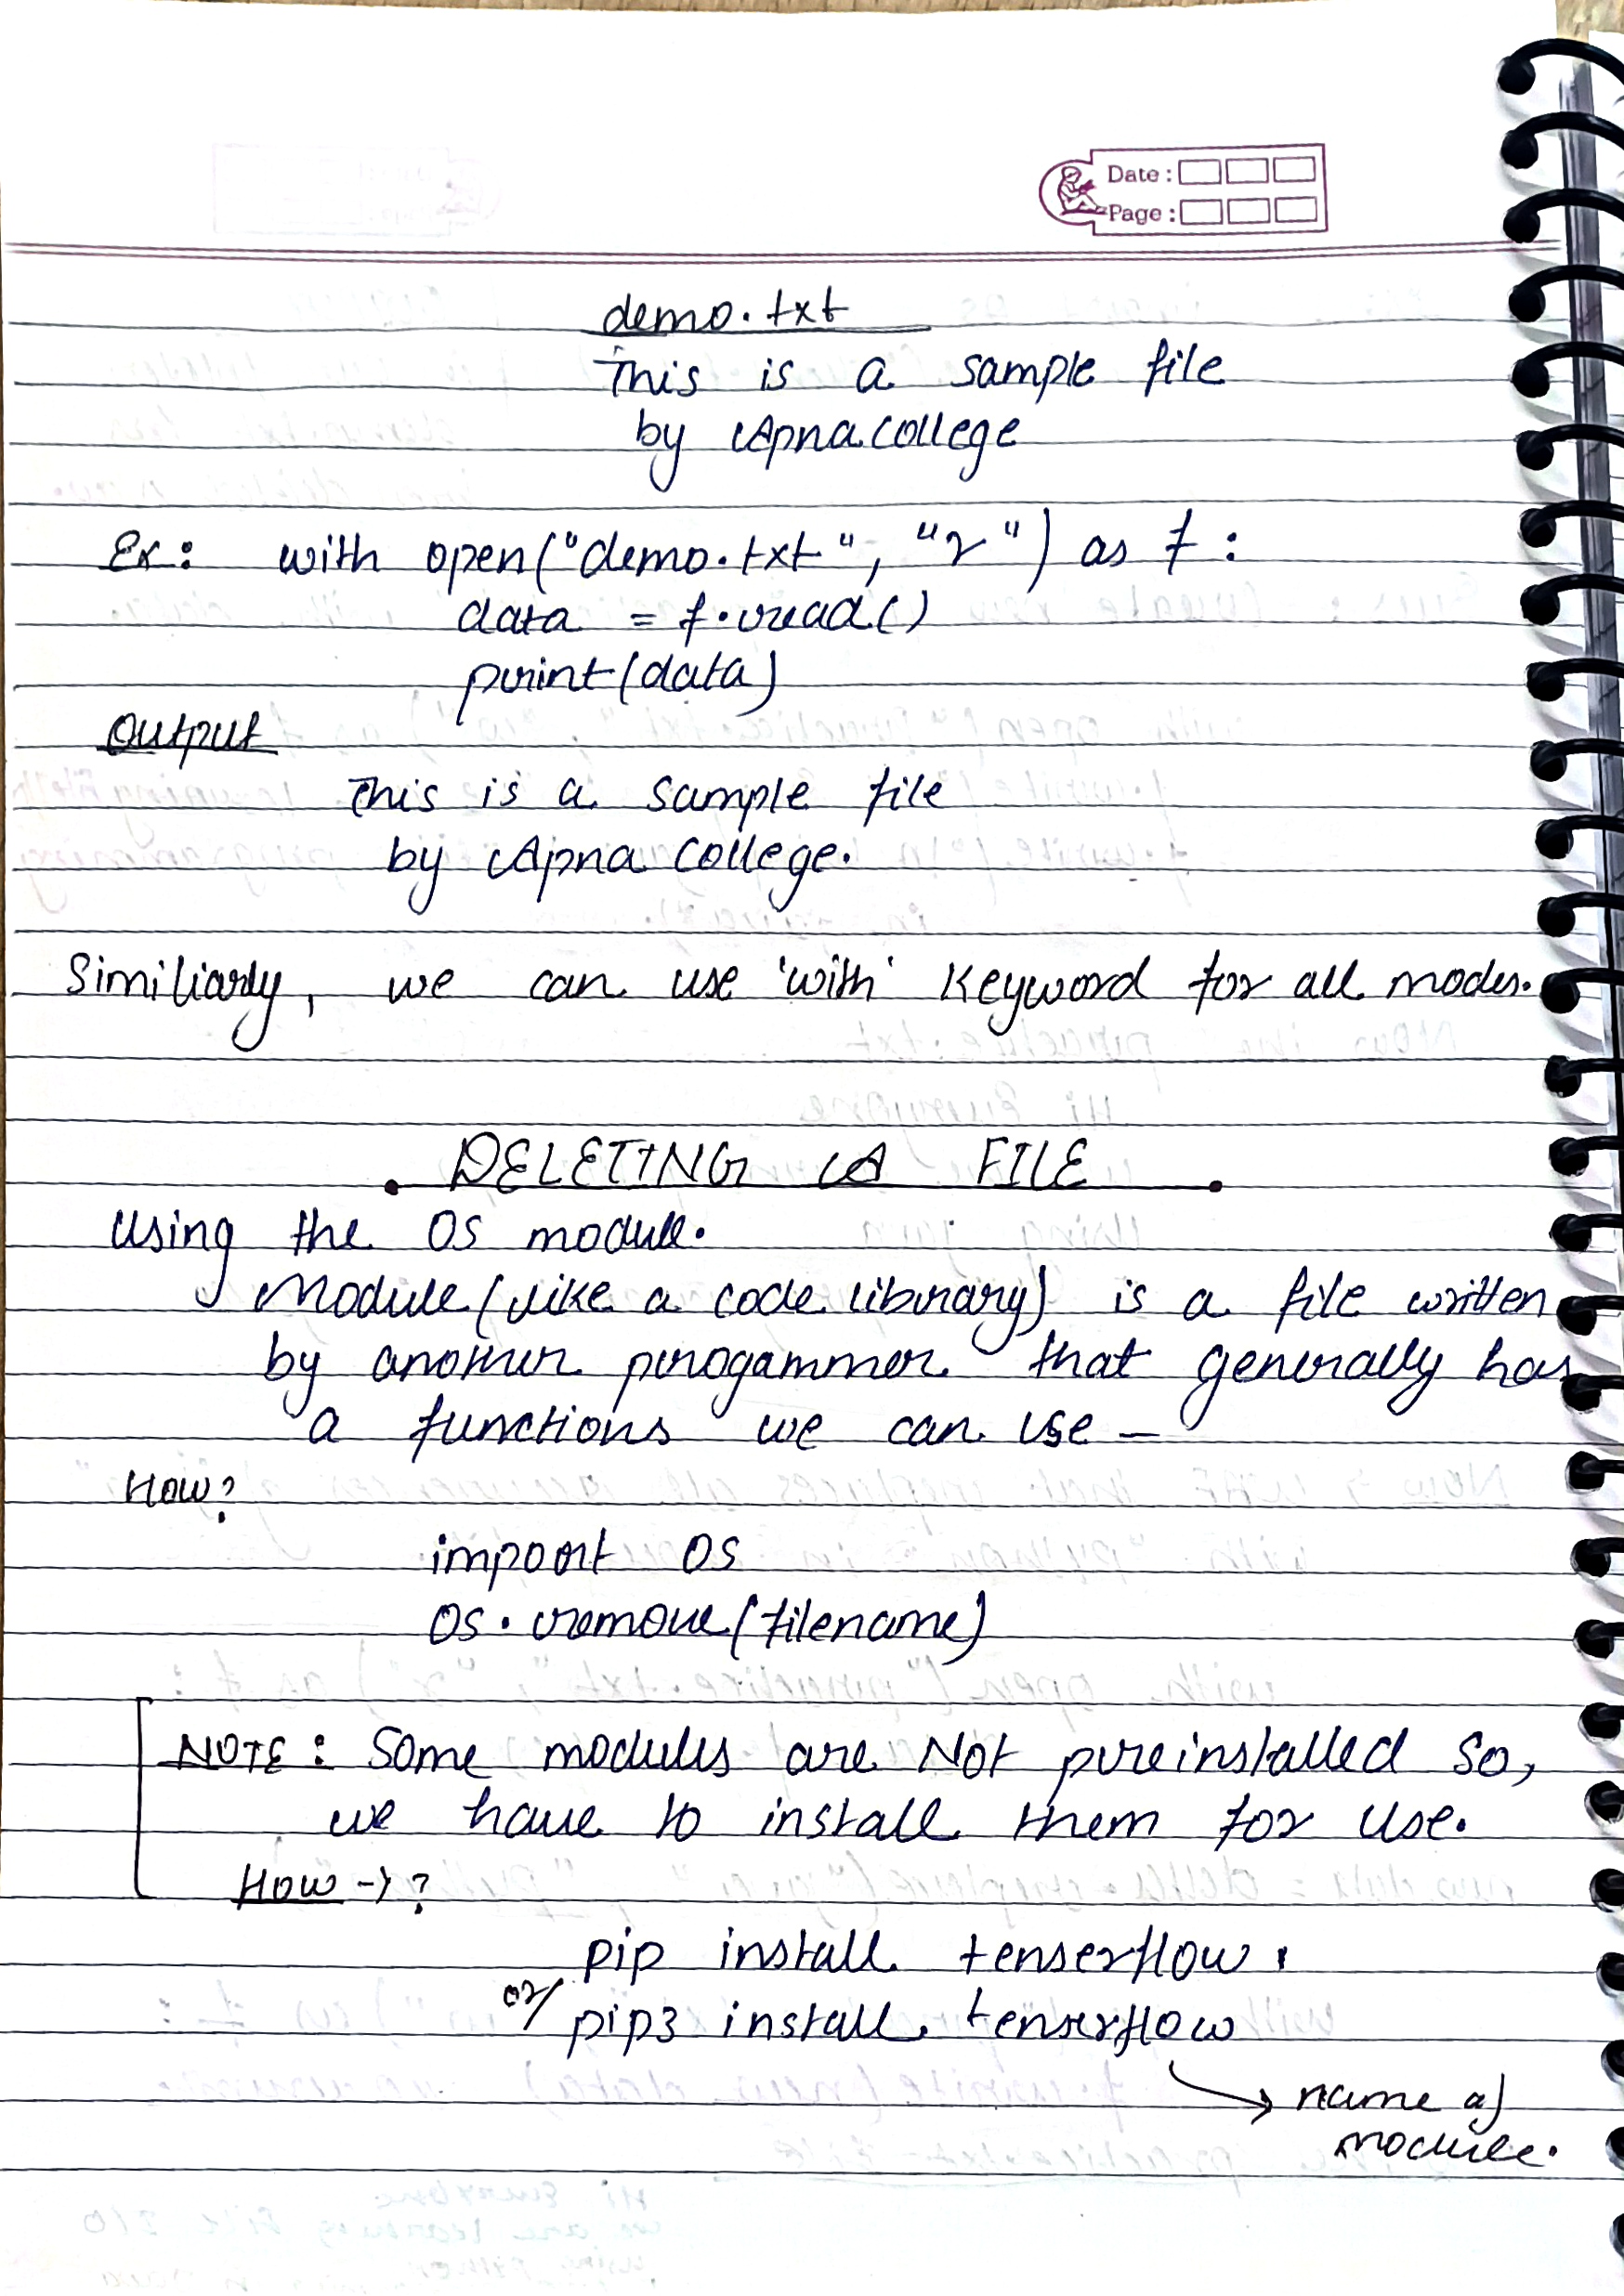 Date :
Page :
demo.txt
This is a sample file
by Apna College
Ex: with open("demo.txt", "r") as f :
data = f.read()
print(data)
Output
This is a sample file
by Apna College.
Similiarly, we can use 'with' keyword for all modes.
DELETING A FILE
Using the OS module.
Module (like a code library) is a file written
by another progammer that generally has
a functions we can use –
How?
import os
os.remove(filename)
NOTE : Some modules are Not preinstalled so,
we have to install them for use.
How → ?
pip install tenserflow.
or/ pip3 install tenserflow
→ name of
module.